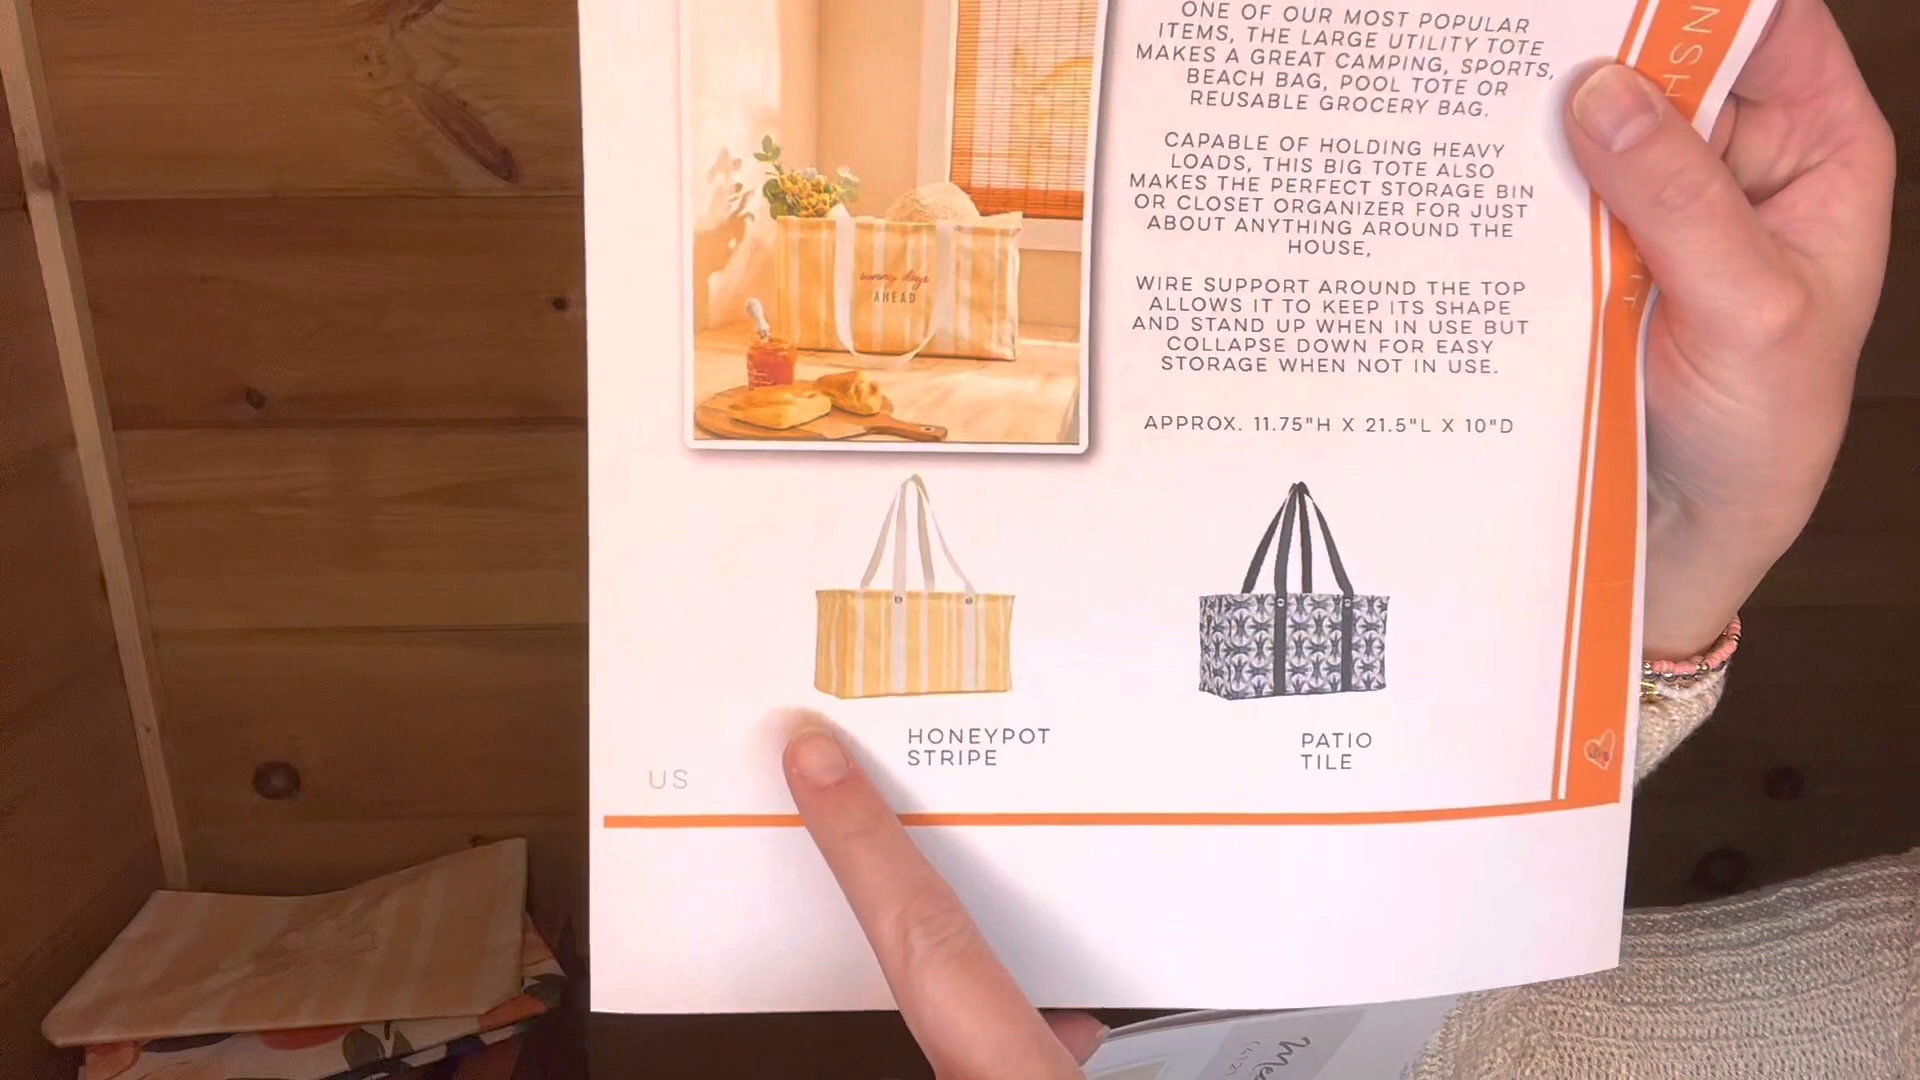 ONE OF OUR MOST POPULAR
ITEMS, THE LARGE UTILITY TOTE
MAKES A GREAT CAMPING, SPORTS,
BEACH BAG, POOL TOTE OR
REUSABLE GROCERY BAG.
CAPABLE OF HOLDING HEAVY
LOADS, THIS BIG TOTE ALSO
MAKES THE PERFECT STORAGE BIN
OR CLOSET ORGANIZER FOR JUST
ABOUT ANYTHING AROUND THE
HOUSE,
WIRE SUPPORT AROUND THE TOP
ALLOWS IT TO KEEP ITS SHAPE
AND STAND UP WHEN IN USE BUT
COLLAPSE DOWN FOR EASY
STORAGE WHEN NOT IN USE.
APPROX. 11.75"H X 21.5"L X 10"D
sunny days
AHEAD
HONEYPOT
STRIPE
PATIO
TILE
US